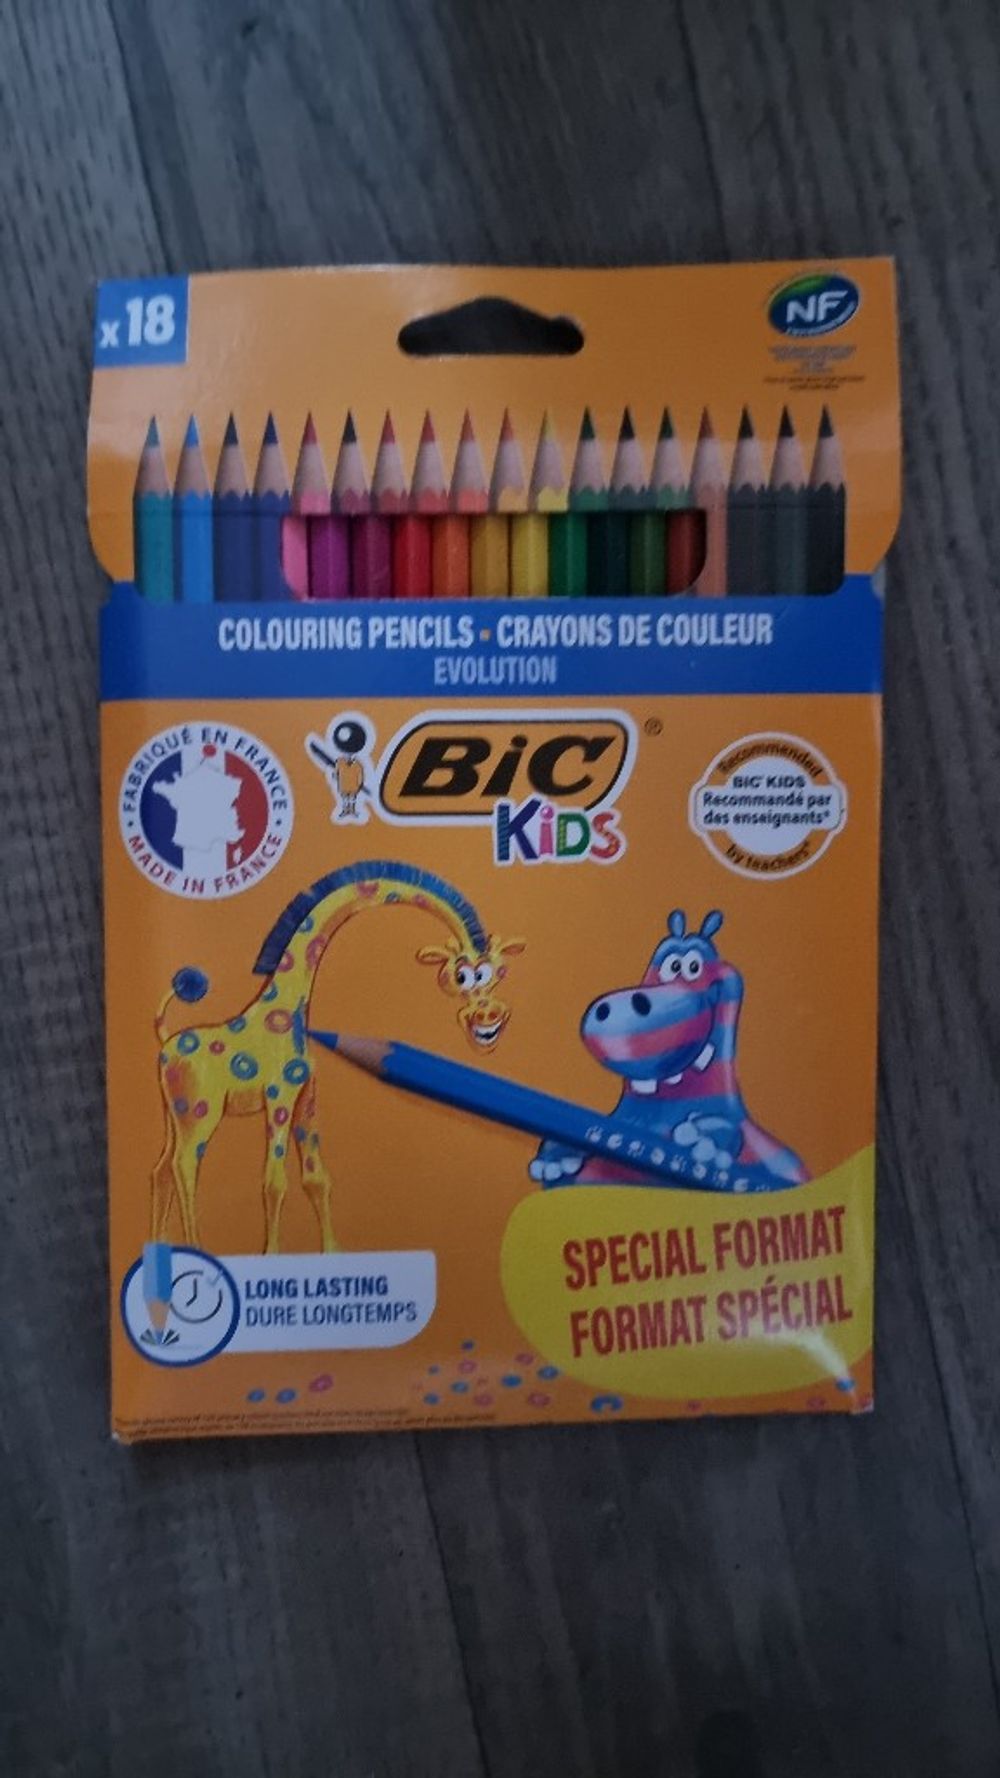 x 18
NF
COLOURING PENCILS - CRAYONS DE COULEUR
EVOLUTION
• FABRIQUÉ EN FRANCE •
MADE IN FRANCE
BiC®
KiDS
Recommended
BIC® KIDS
Recommandé par
des enseignants*
by teachers*
LONG LASTING
DURE LONGTEMPS
SPECIAL FORMAT
FORMAT SPÉCIAL